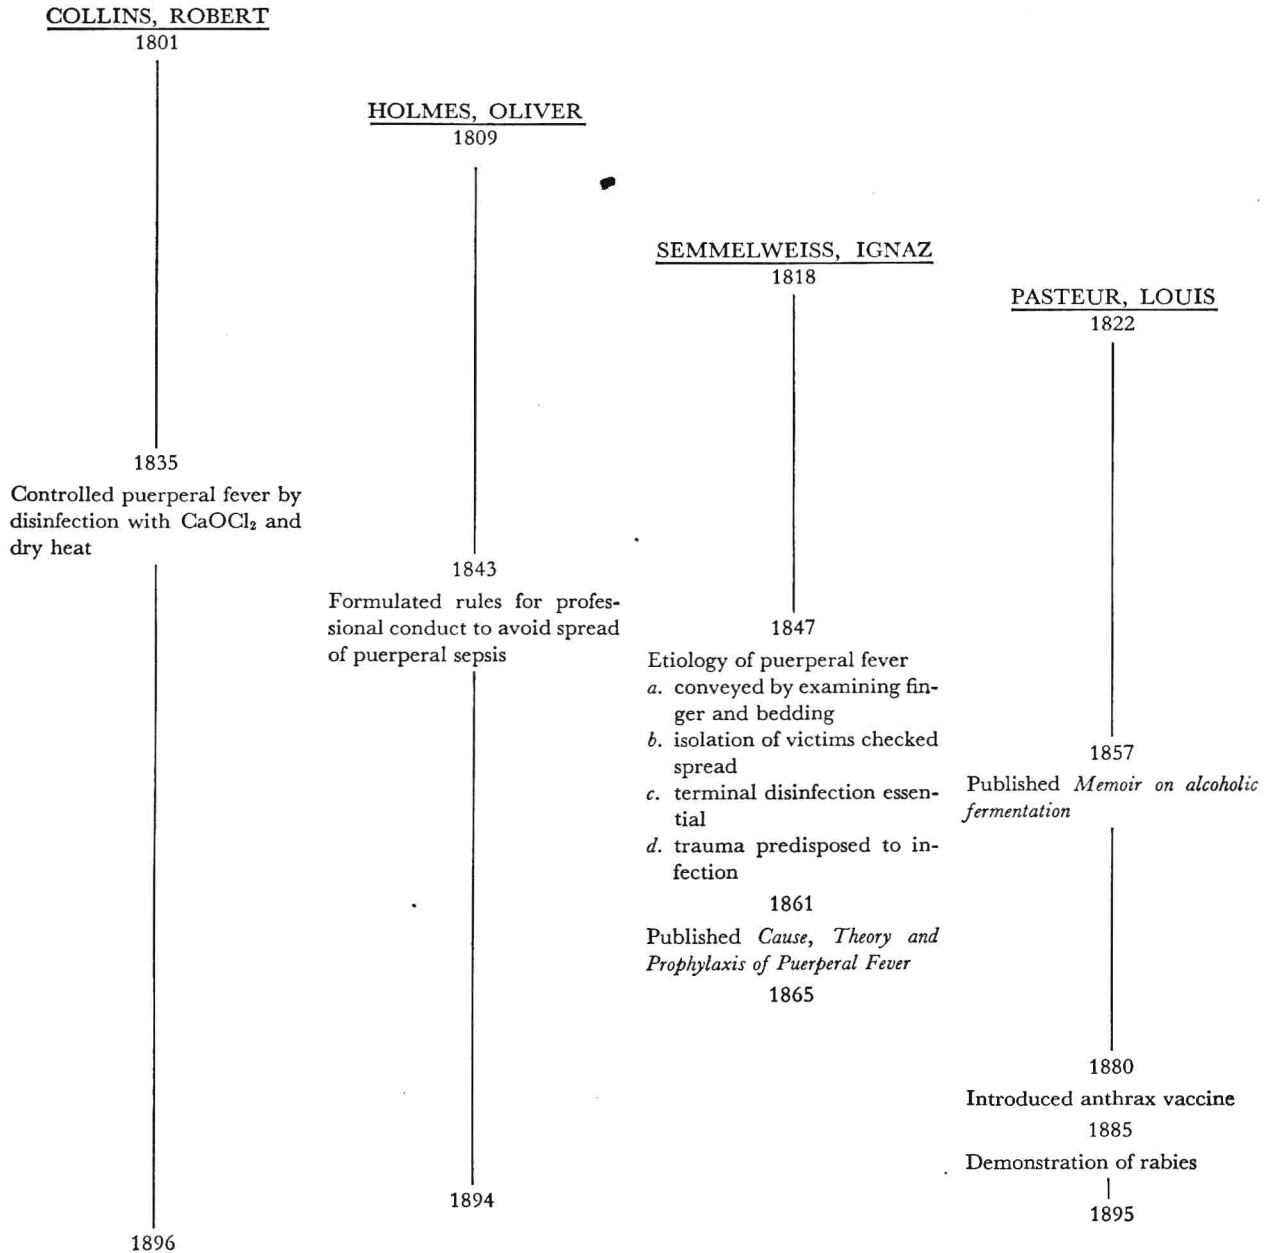 COLLINS, ROBERT
1801
1835
Controlled puerperal fever by
disinfection with CaOCl₂ and
dry heat
1896
HOLMES, OLIVER
1809
1843
Formulated rules for profes-
sional conduct to avoid spread
of puerperal sepsis
1894
SEMMELWEISS, IGNAZ
1818
1847
Etiology of puerperal fever
a. conveyed by examining fin-
ger and bedding
b. isolation of victims checked
spread
c. terminal disinfection essen-
tial
d. trauma predisposed to in-
fection
1861
Published Cause, Theory and
Prophylaxis of Puerperal Fever
1865
PASTEUR, LOUIS
1822
1857
Published Memoir on alcoholic
fermentation
1880
Introduced anthrax vaccine
1885
Demonstration of rabies
1895